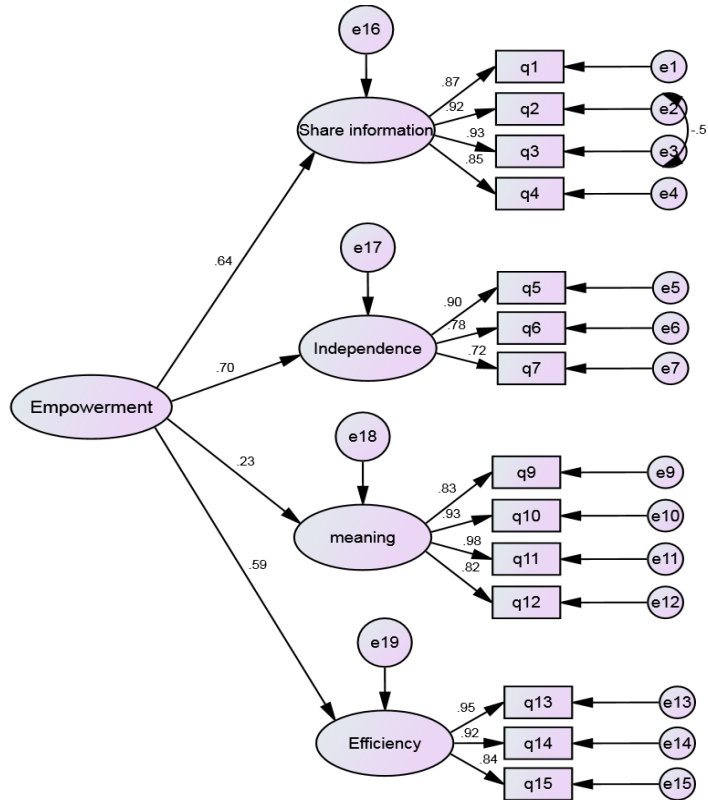 e16
q1
e1
.87
.92
q2
e2
Share information
-.5
.93
q3
e3
.85
q4
e4
.64
e17
.90
q5
e5
.78
q6
e6
Independence
.72
q7
e7
.70
Empowerment
e18
.23
.83
q9
e9
.93
q10
e10
meaning
.98
q11
e11
.82
q12
e12
.59
e19
.95
q13
e13
.92
Efficiency
q14
e14
.84
q15
e15